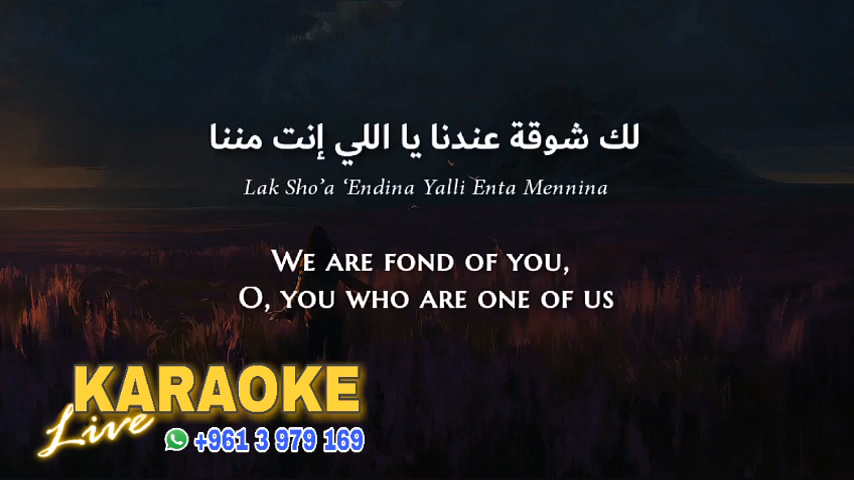 لك شوقة عندنا يا اللي إنت مننا
Lak Sho’a ‘Endina Yalli Enta Mennina
WE ARE FOND OF YOU,
O, YOU WHO ARE ONE OF US
KARAOKE
Live
+961 3 979 169